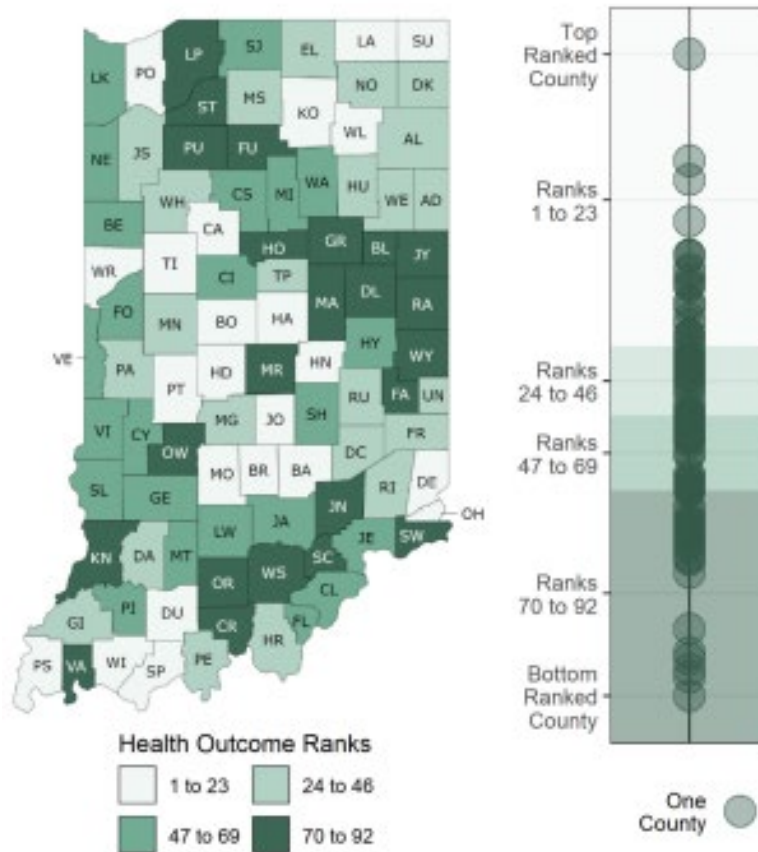 LP SJ EL LA SU
LK PO
NO DK
ST MS KO
WL
PU FU AL
NE JS
WA HU
CS MI WE AD
WH
BE CA
HO GR BL JY
WR TI
CI TP
MA DL RA
FO MN BO HA
VE HY WY
PA HD MR HN
PT FA UN
RU
VI CY MG JO SH FR
OW DC
MO BR BA
SL RI DE
GE JN OH
LW JA
KN DA MT JE SW
SC
OR WS
CL
PI DU
GI CR FL
HR
PS VA WI SP PE
Health Outcome Ranks
1 to 23 24 to 46
47 to 69 70 to 92
Top
Ranked
County
Ranks
1 to 23
Ranks
24 to 46
Ranks
47 to 69
Ranks
70 to 92
Bottom
Ranked
County
One
County